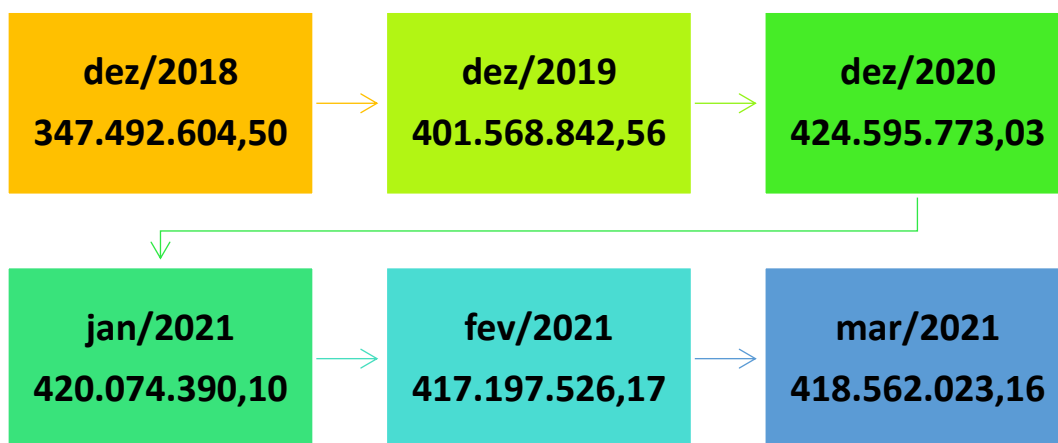 dez/2018
347.492.604,50
dez/2019
401.568.842,56
dez/2020
424.595.773,03
jan/2021
420.074.390,10
fev/2021
417.197.526,17
mar/2021
418.562.023,16